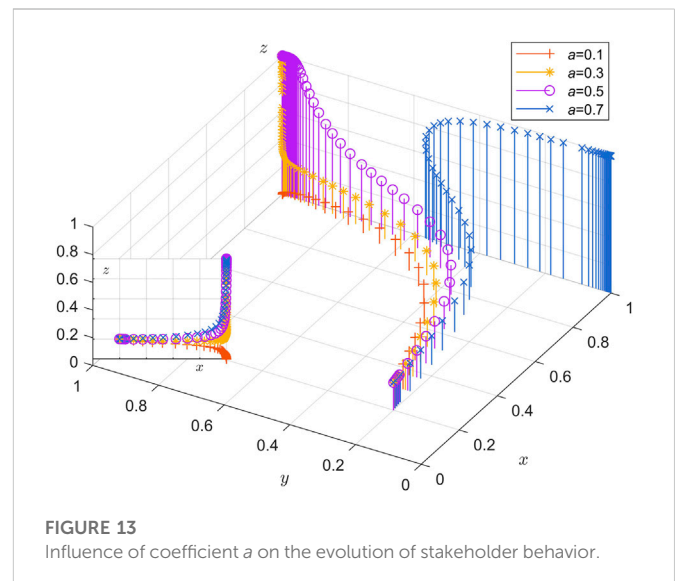 z
a=0.1
a=0.3
a=0.5
a=0.7
1
0.8
0.6
0.4
0.2
0
z
x
1
0.8
0.6
0.4
0.2
0
y
0
0.2
0.4
0.6
0.8
1
x
FIGURE 13
Influence of coefficient a on the evolution of stakeholder behavior.